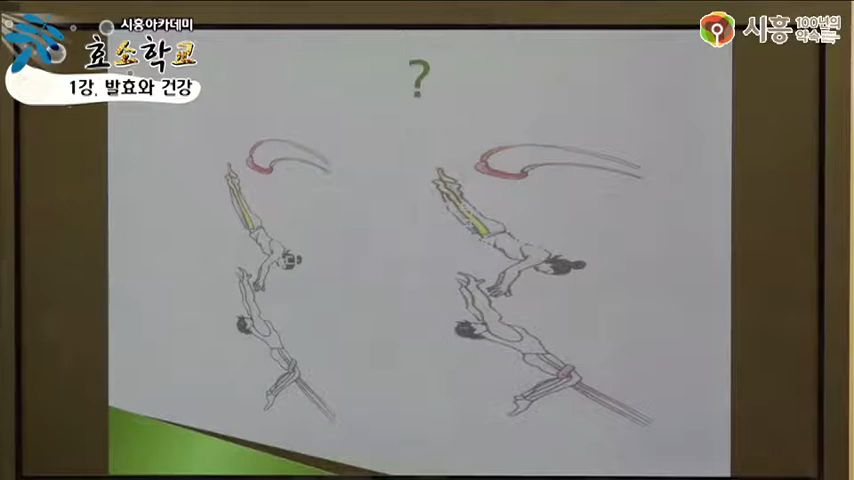 시흥아카데미
효소학교
1강. 발효와 건강
시흥
100년의
약속
?